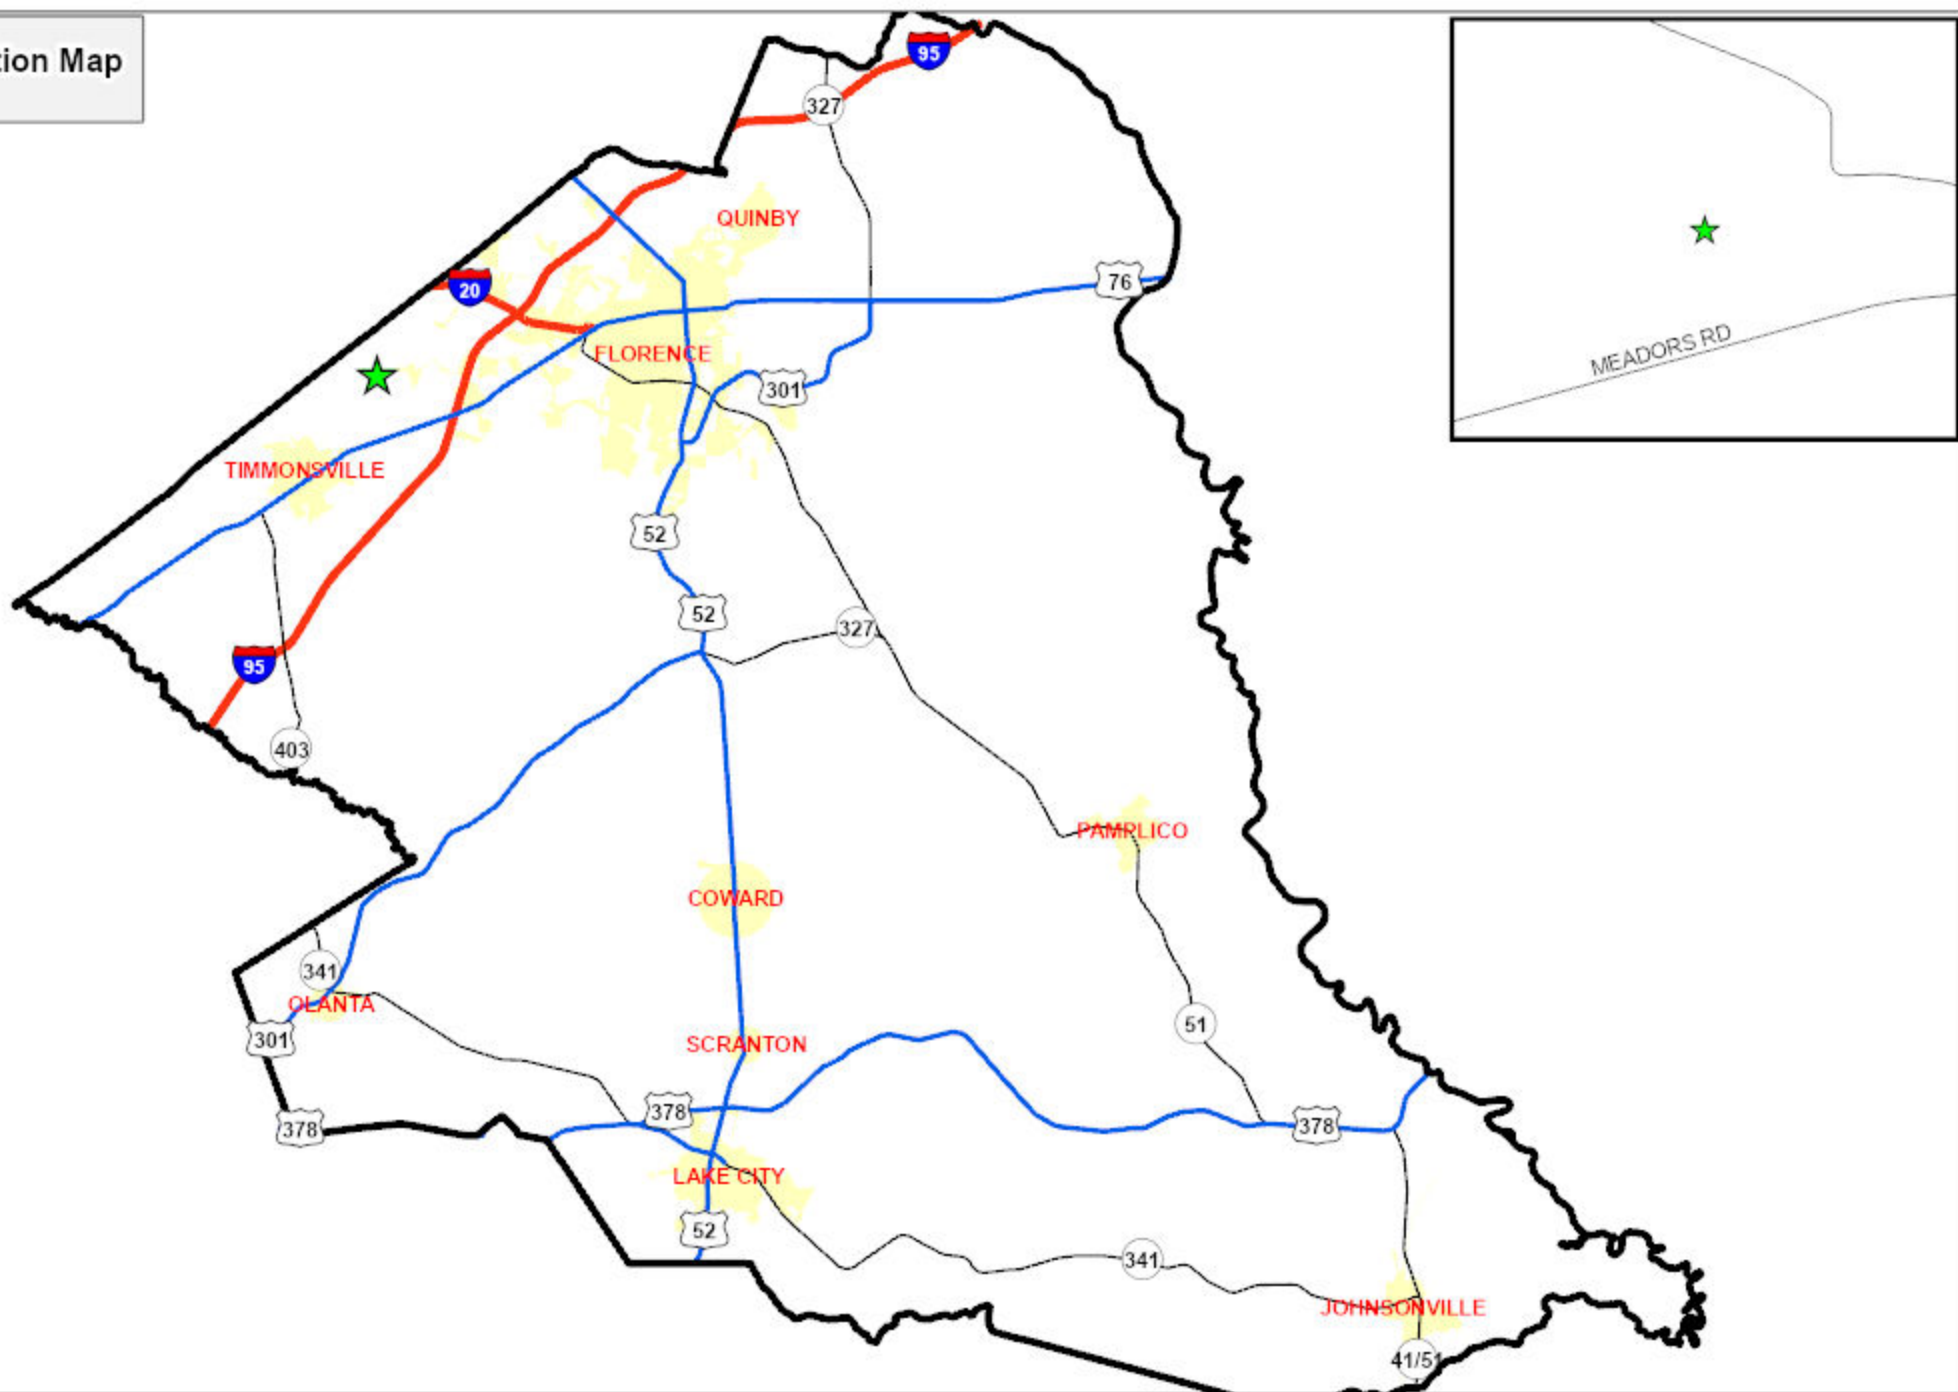 tion Map
95
327
QUINBY
20
76
FLORENCE
301
MEADORS RD
TIMMONSVILLE
52
52
327
95
403
PAMPLICO
COWARD
341
OLANTA
301
51
SCRANTON
378
378
378
LAKE CITY
52
341
JOHNSONVILLE
41/51